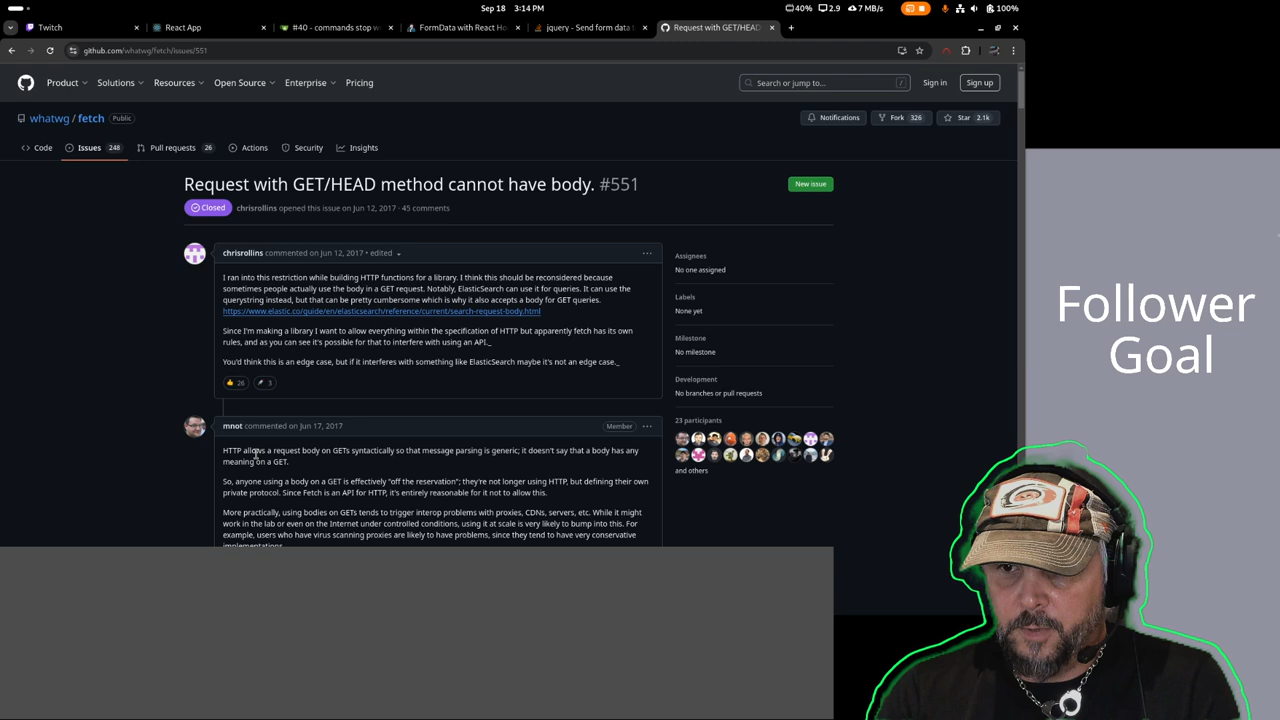 Sep 18 3:14 PM
40% 2.9 7 MB/s 100%
Twitch
React App
#40 - commands stop w
FormData with React Ho
jquery - Send form data t
Request with GET/HEAD
github.com/whatwg/fetch/issues/551
Product
Solutions
Resources
Open Source
Enterprise
Pricing
Search or jump to...
/
Sign in
Sign up
whatwg / fetch Public
Notifications
Fork 326
Star 2.1k
Code
Issues 248
Pull requests 26
Actions
Security
Insights
Request with GET/HEAD method cannot have body. #551
New issue
Closed chrisrollins opened this issue on Jun 12, 2017 · 45 comments
chrisrollins commented on Jun 12, 2017 • edited
I ran into this restriction while building HTTP functions for a library. I think this should be reconsidered because
sometimes people actually use the body in a GET request. Notably, ElasticSearch can use it for queries. It can use the
querystring instead, but that can be pretty cumbersome which is why it also accepts a body for GET queries.
https://www.elastic.co/guide/en/elasticsearch/reference/current/search-request-body.html
Since I'm making a library I want to allow everything within the specification of HTTP but apparently fetch has its own
rules, and as you can see it's possible for that to interfere with using an API._
You'd think this is an edge case, but if it interferes with something like ElasticSearch maybe it's not an edge case._
26
3
mnot commented on Jun 17, 2017
Member
HTTP allows a request body on GETs syntactically so that message parsing is generic; it doesn't say that a body has any
meaning on a GET.
So, anyone using a body on a GET is effectively "off the reservation"; they're not longer using HTTP, but defining their own
private protocol. Since Fetch is an API for HTTP, it's entirely reasonable for it not to allow this.
More practically, using bodies on GETs tends to trigger interop problems with proxies, CDNs, servers, etc. While it might
work in the lab or even on the Internet under controlled conditions, using it at scale is very likely to bump into this. For
example, users who have virus scanning proxies are likely to have problems, since they tend to have very conservative
implementations.
Assignees
No one assigned
Labels
None yet
Milestone
No milestone
Development
No branches or pull requests
23 participants
and others
Follower
Goal